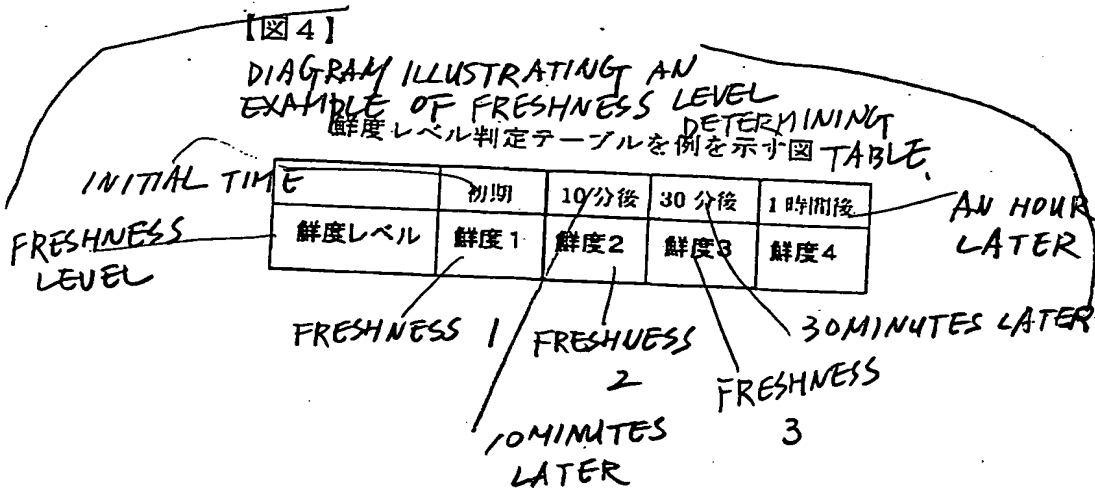 【図4】
DIAGRAM ILLUSTRATING AN
EXAMPLE OF FRESHNESS LEVEL
DETERMINING
鮮度レベル判定テーブルを例を示す図 TABLE.
INITIAL TIME
初期 10分後 30分後 1時間後
AN HOUR
LATER
FRESHNESS
LEVEL
鮮度レベル 鮮度1 鮮度2 鮮度3 鮮度4
FRESHNESS 1
FRESHNESS
2
30MINUTES LATER
FRESHNESS
3
10MINUTES
LATER